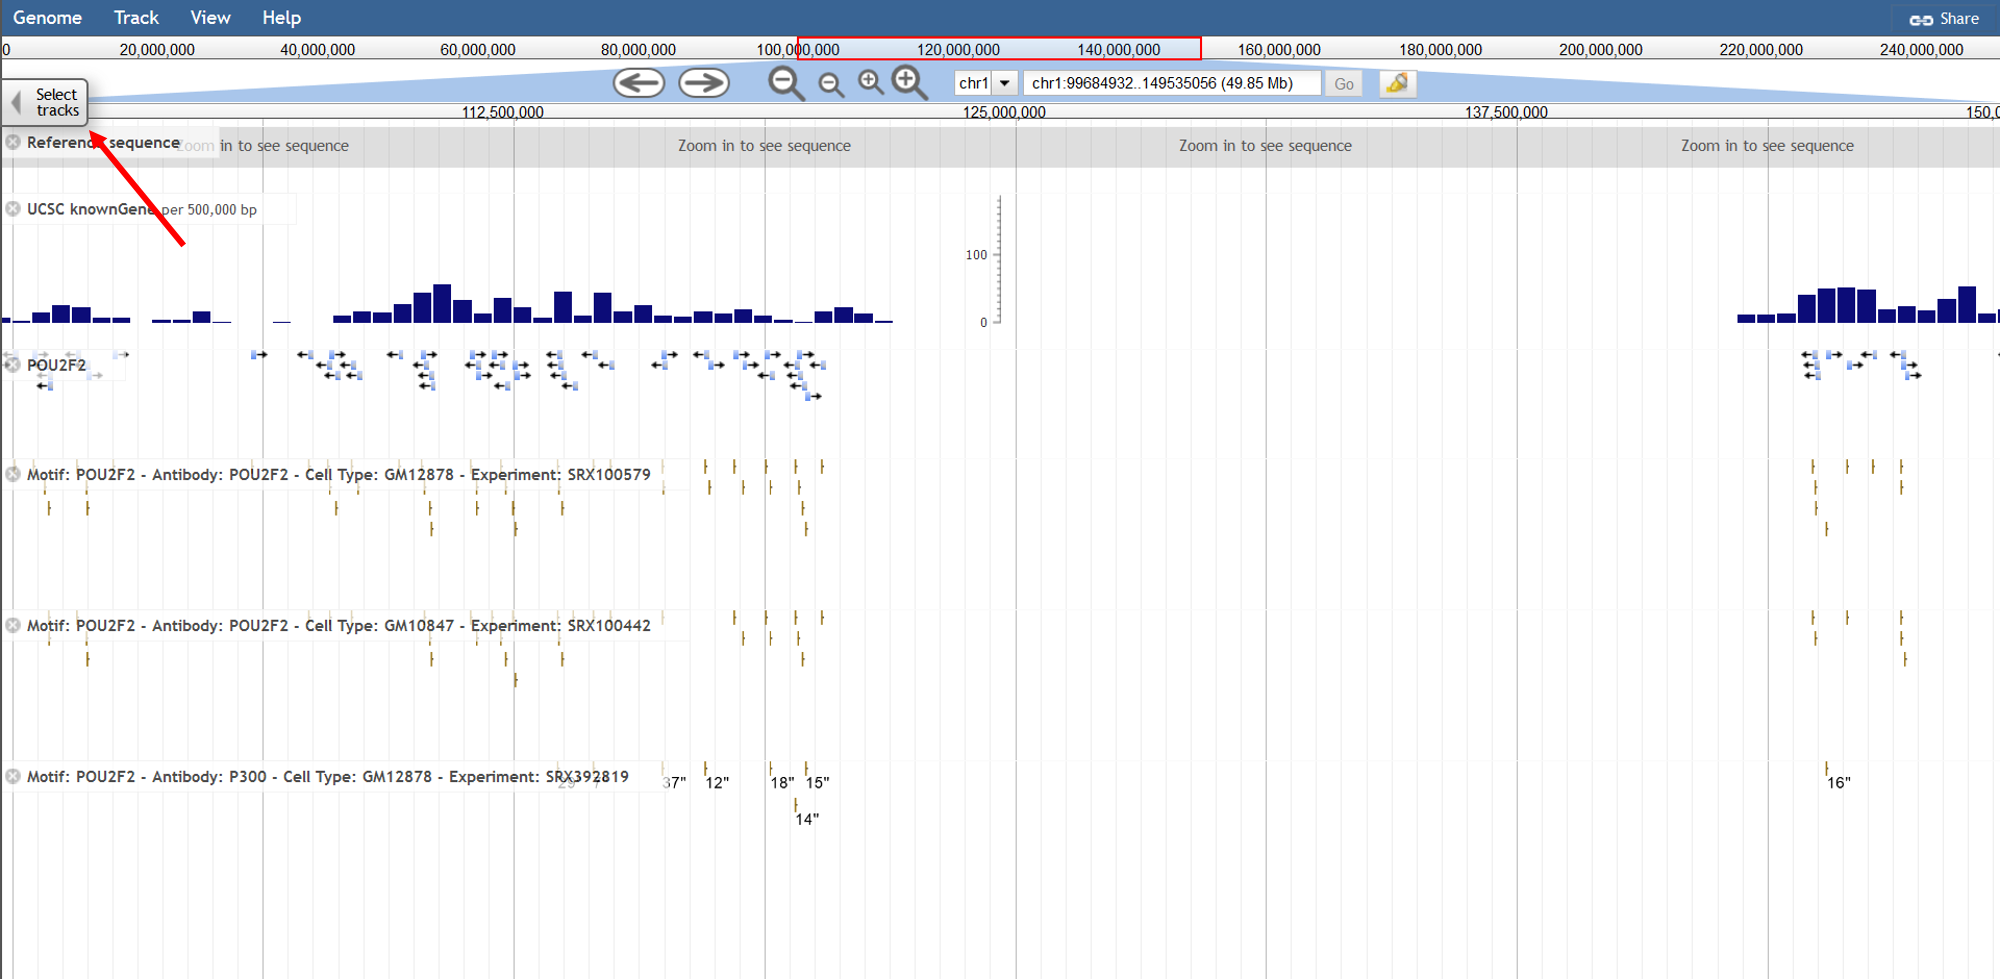 Genome Track View Help Share
0 20,000,000 40,000,000 60,000,000 80,000,000 100,000,000 120,000,000 140,000,000 160,000,000 180,000,000 200,000,000 220,000,000 240,000,000
Select
tracks
chr1 chr1:99684932..149535056 (49.85 Mb) Go
112,500,000 125,000,000 137,500,000 150,0
Reference sequence Zoom in to see sequence Zoom in to see sequence Zoom in to see sequence Zoom in to see sequence
UCSC knownGene per 500,000 bp
100
0
POU2F2
Motif: POU2F2 - Antibody: POU2F2 - Cell Type: GM12878 - Experiment: SRX100579
Motif: POU2F2 - Antibody: POU2F2 - Cell Type: GM10847 - Experiment: SRX100442
Motif: POU2F2 - Antibody: P300 - Cell Type: GM12878 - Experiment: SRX392819
37" 12" 18" 15" 16"
14"